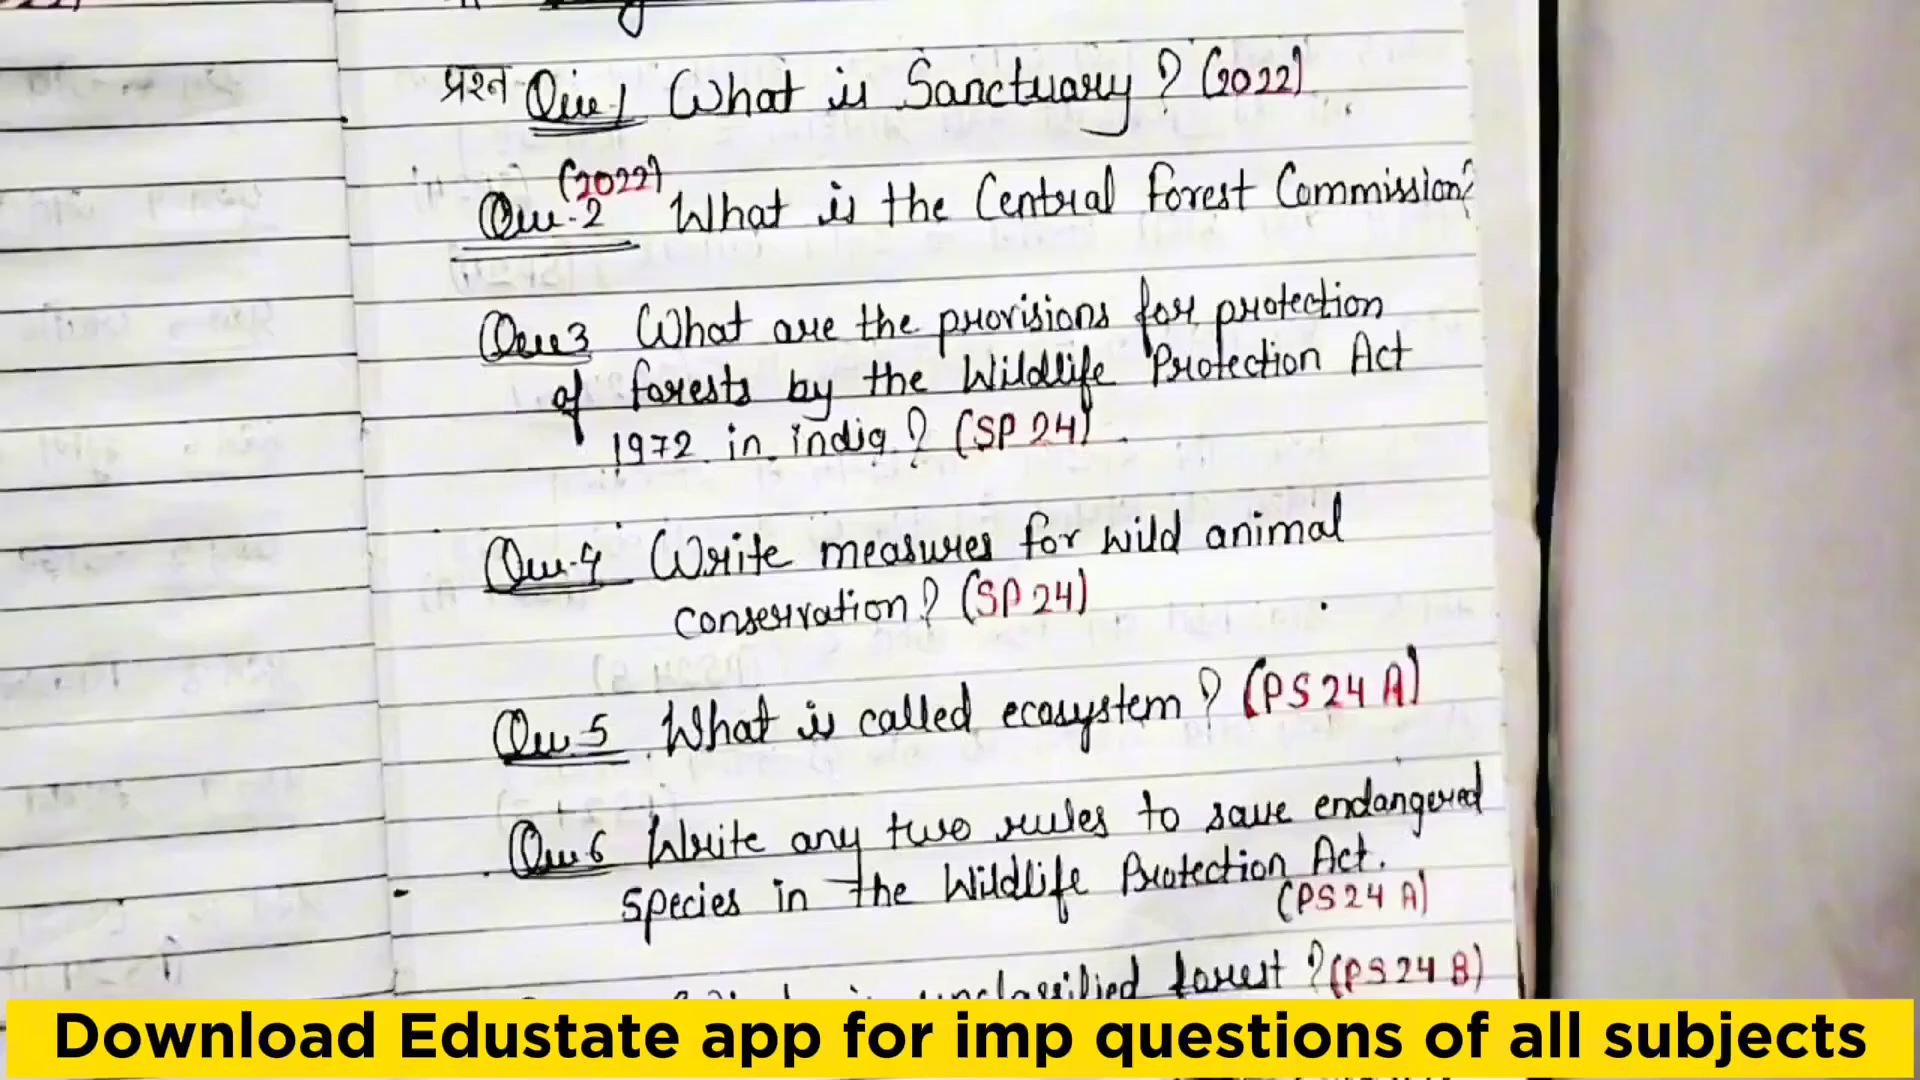 प्रश्न Que-1 What is Sanctuary ? (2022)
(2022)
Que-2 What is the Central Forest Commission?
Que 3 What are the provisions for protection
of forests by the Wildlife Protection Act
1972 in india ? (SP 24)
Que-4 Write measures for wild animal
conservation ? (SP 24)
Que 5 What is called ecosystem ? (PS 24 A)
Que 6 Write any two rules to save endangered
species in the Wildlife Protection Act.
(PS 24 A)
unclassified forest ? (PS 24 B)
Download Edustate app for imp questions of all subjects